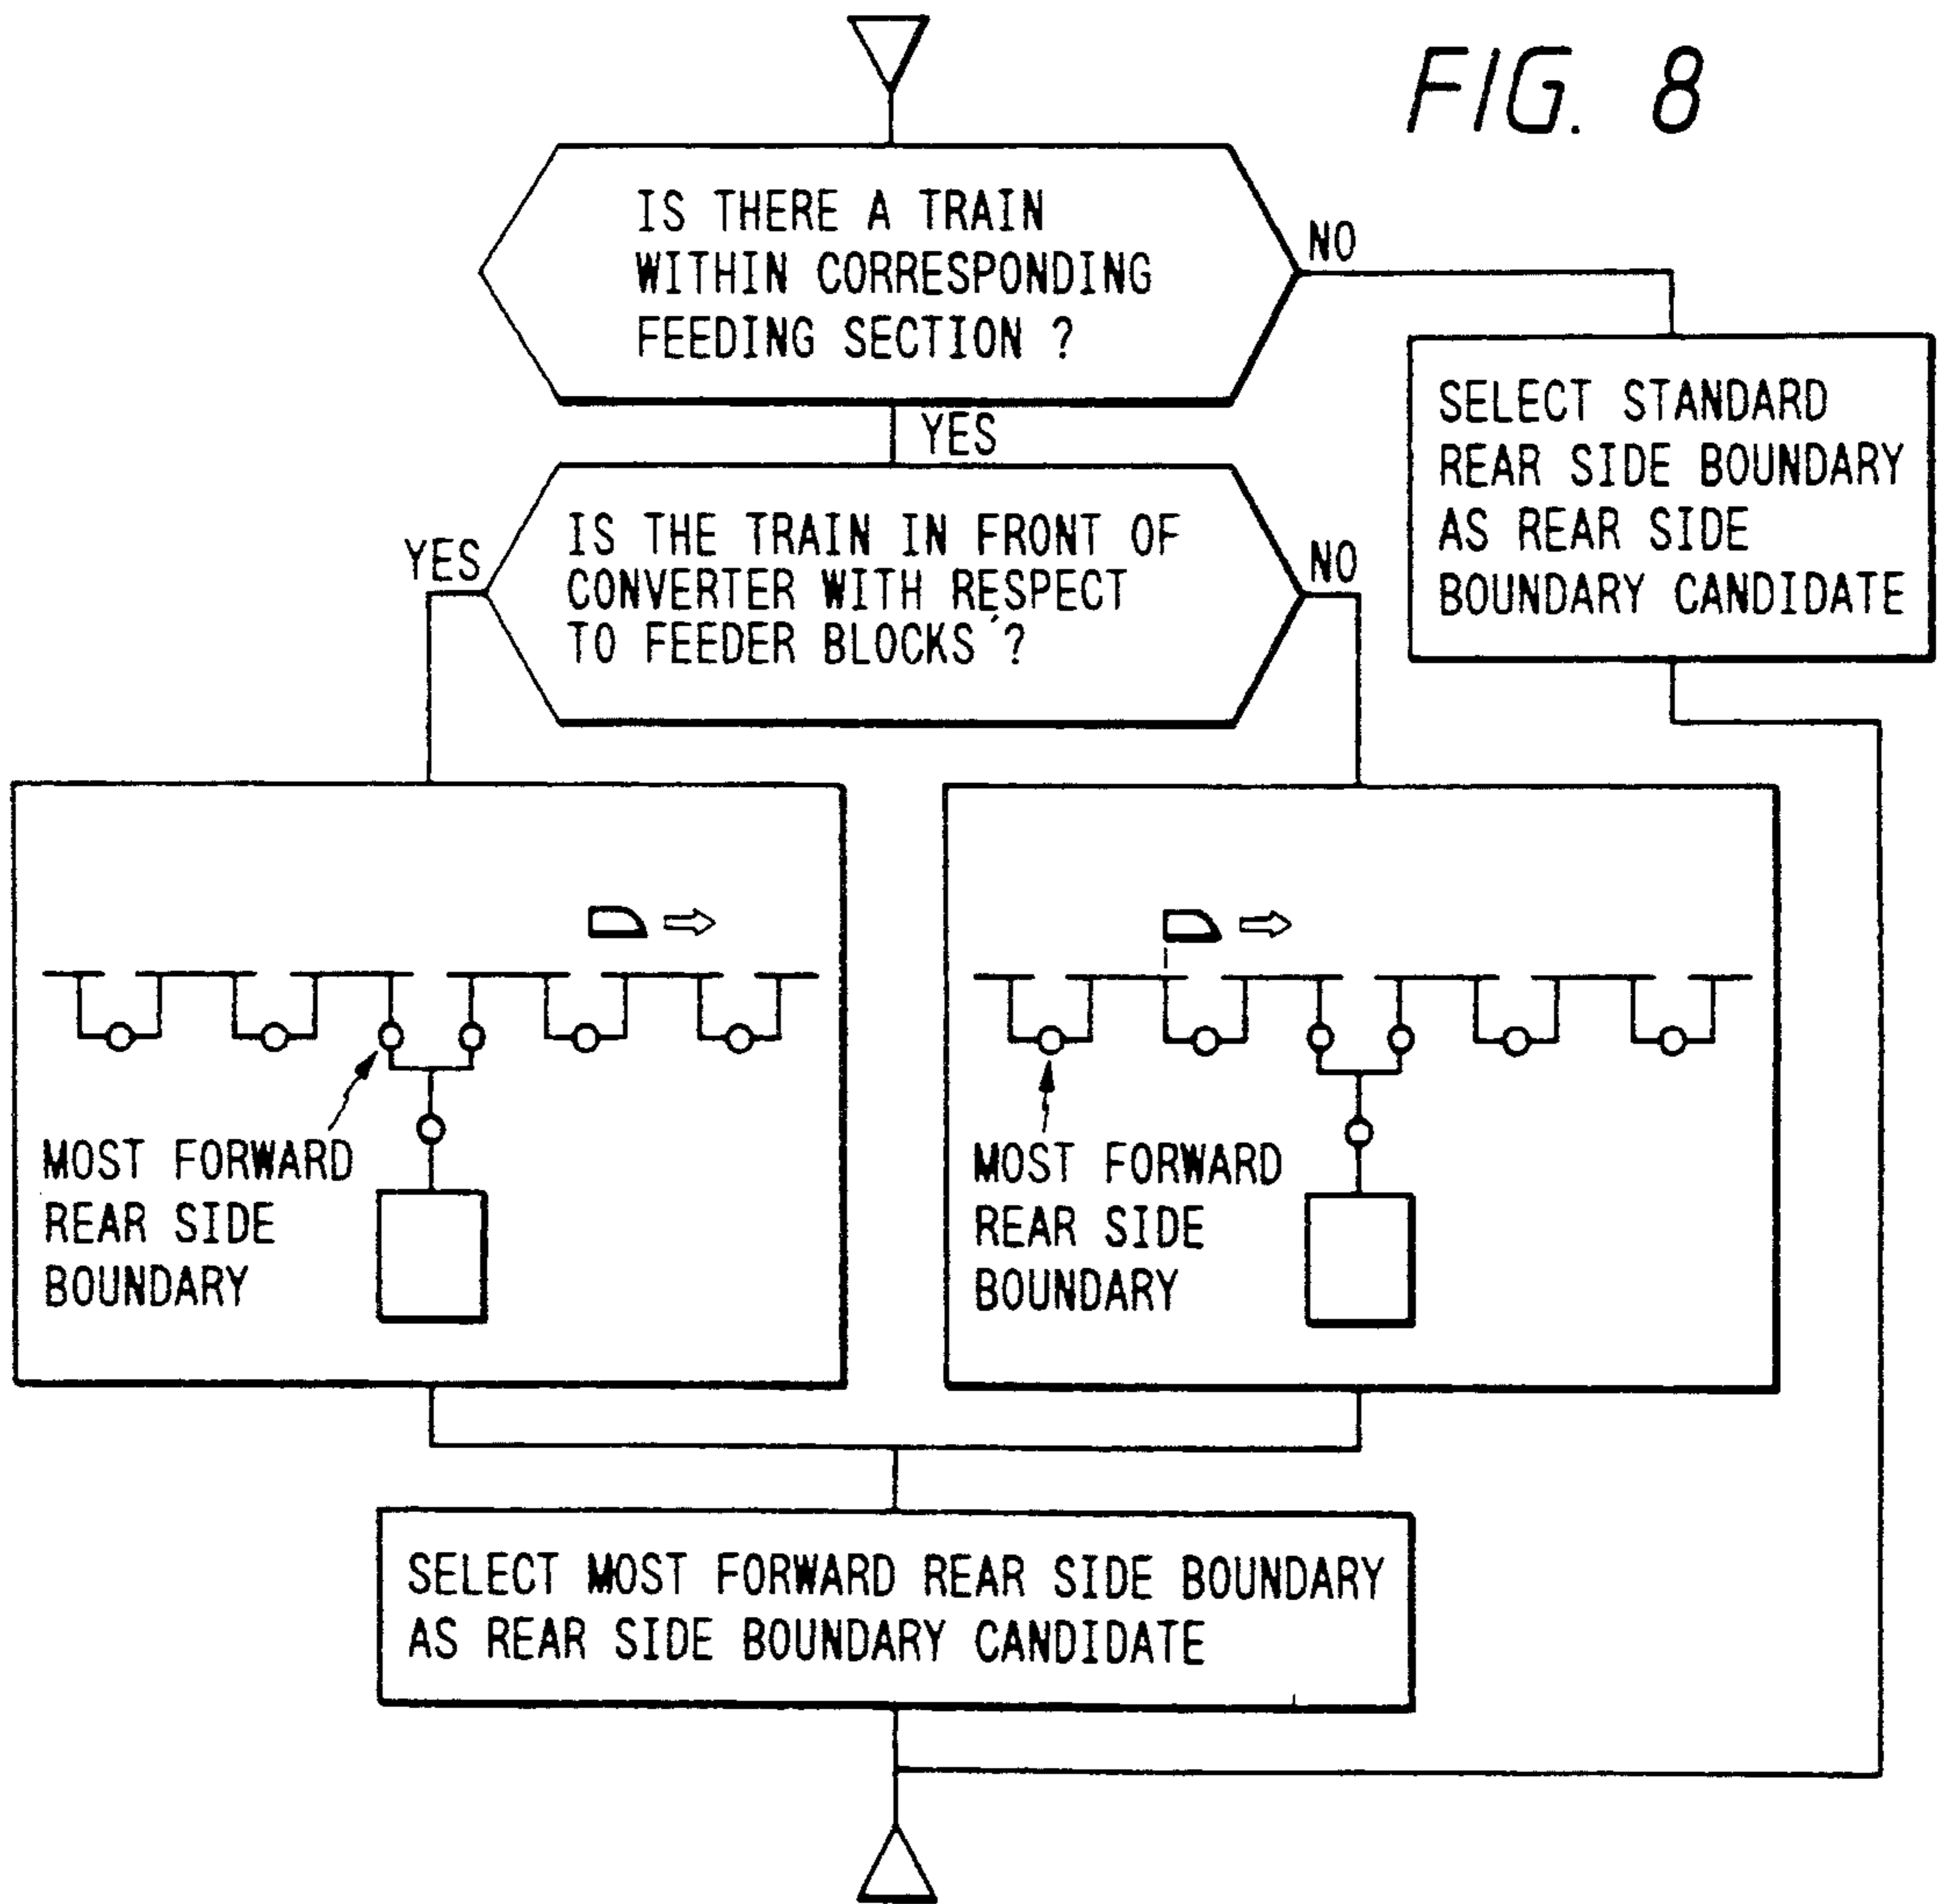 FIG. 8
IS THERE A TRAIN
WITHIN CORRESPONDING
FEEDING SECTION ?
NO
YES
SELECT STANDARD
REAR SIDE BOUNDARY
AS REAR SIDE
BOUNDARY CANDIDATE
IS THE TRAIN IN FRONT OF
CONVERTER WITH RESPECT
TO FEEDER BLOCKS ?
YES
NO
MOST FORWARD
REAR SIDE
BOUNDARY
MOST FORWARD
REAR SIDE
BOUNDARY
SELECT MOST FORWARD REAR SIDE BOUNDARY
AS REAR SIDE BOUNDARY CANDIDATE